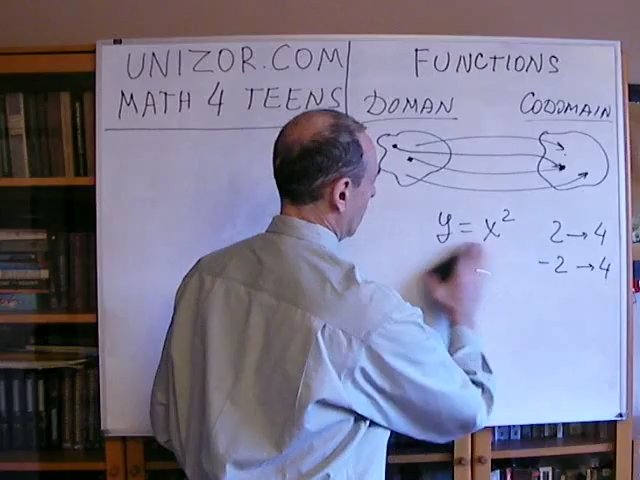 UNIZOR.COM
MATH 4 TEENS
FUNCTIONS
DOMAN
CODOMAIN
y = x²
2 → 4
-2 → 4